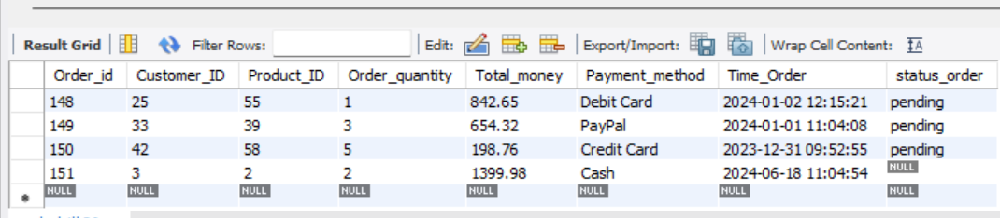 Result Grid Filter Rows: Edit: Export/Import: Wrap Cell Content:
Order_id Customer_ID Product_ID Order_quantity Total_money Payment_method Time_Order status_order
148 25 55 1 842.65 Debit Card 2024-01-02 12:15:21 pending
149 33 39 3 654.32 PayPal 2024-01-01 11:04:08 pending
150 42 58 5 198.76 Credit Card 2023-12-31 09:52:55 pending
151 3 2 2 1399.98 Cash 2024-06-18 11:04:54 NULL
NULL NULL NULL NULL NULL NULL NULL NULL